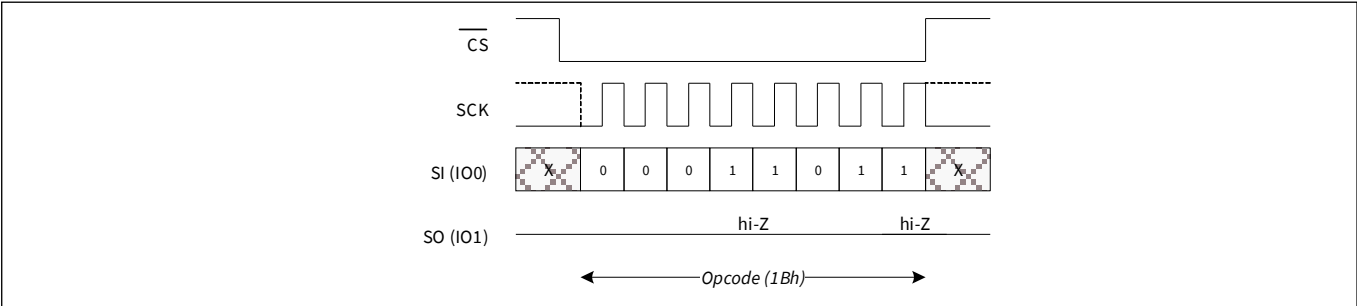 CS
SCK
SI (IO0) X 0 0 0 1 1 0 1 1 X
hi-Z hi-Z
SO (IO1)
Opcode (1Bh)